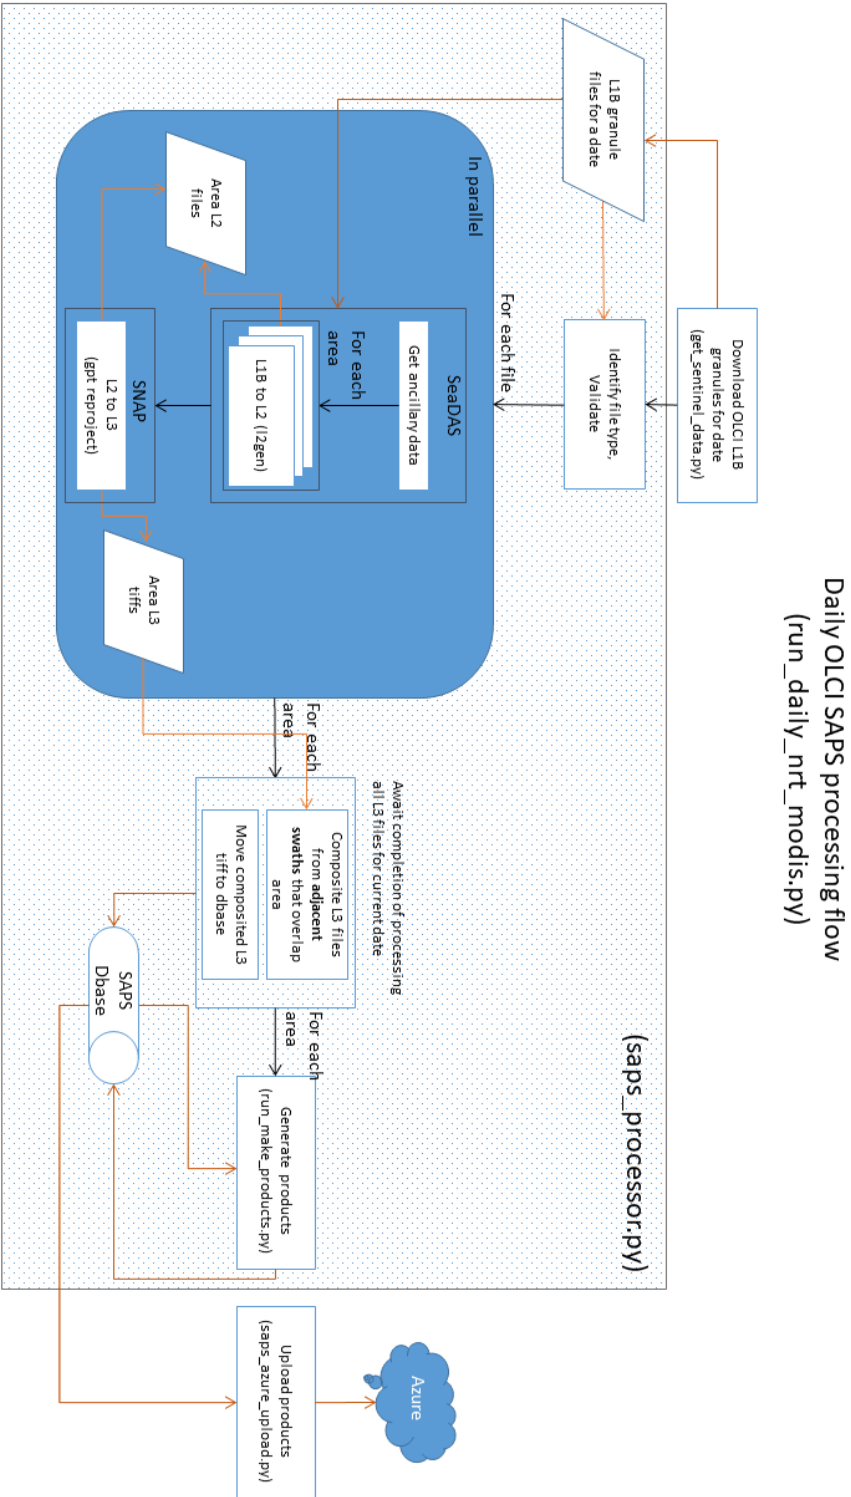 Daily OLCI SAPS processing flow
(run_daily_nrt_modis.py)
Download OLCI L1B
granules for date
(get_sentinel_data.py)
(saps_processor.py)
L1B granule
files for a date
Identify file type,
validate
For each file
In parallel
SeaDAS
Get ancillary data
For each
area
L1B to L2 (l2gen)
Area L2
files
SNAP
L2 to L3
(gpt reproject)
Area L3
tiffs
For each
area
Await completion of processing
all L3 files for current date
Composite L3 files
from adjacent
swaths that overlap
area
Move composited L3
tiff to dbase
SAPS
Dbase
For each
area
Generate products
(run_make_products.py)
Upload products
(saps_azure_upload.py)
Azure